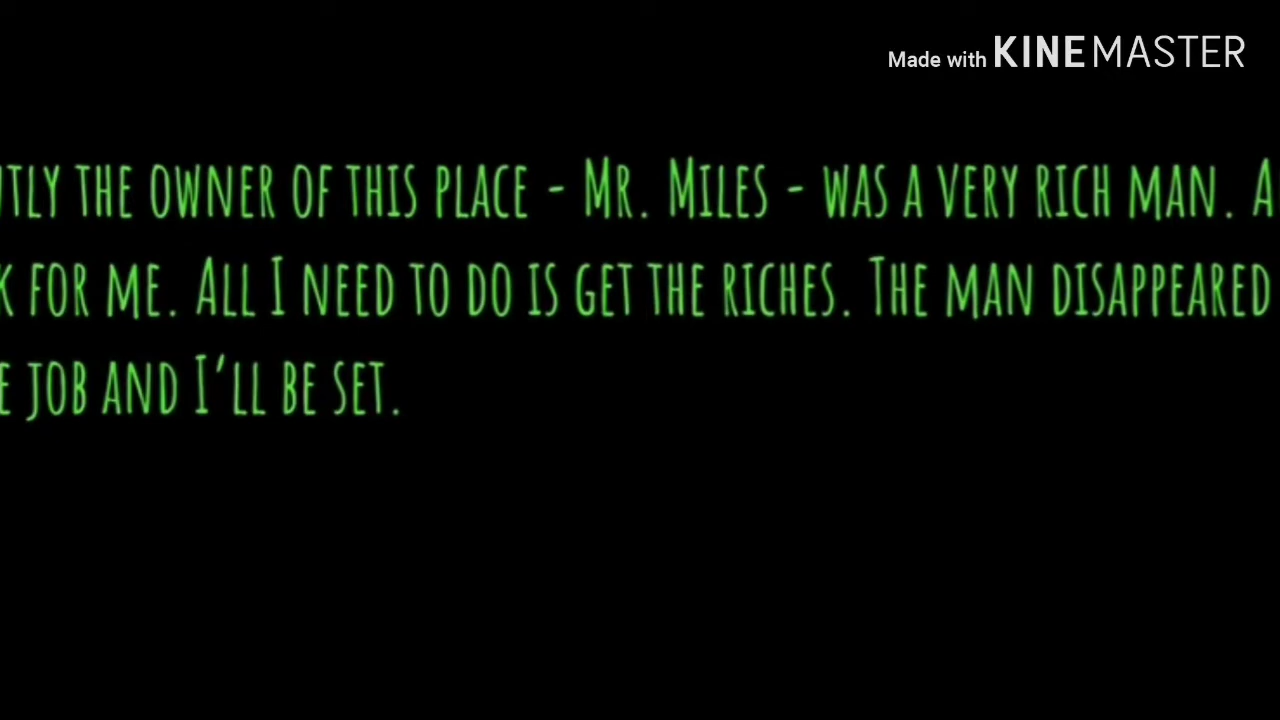 Made with KINEMASTER
TLY THE OWNER OF THIS PLACE - MR. MILES - WAS A VERY RICH MAN. A
K FOR ME. ALL I NEED TO DO IS GET THE RICHES. THE MAN DISAPPEARED
E JOB AND I'LL BE SET.